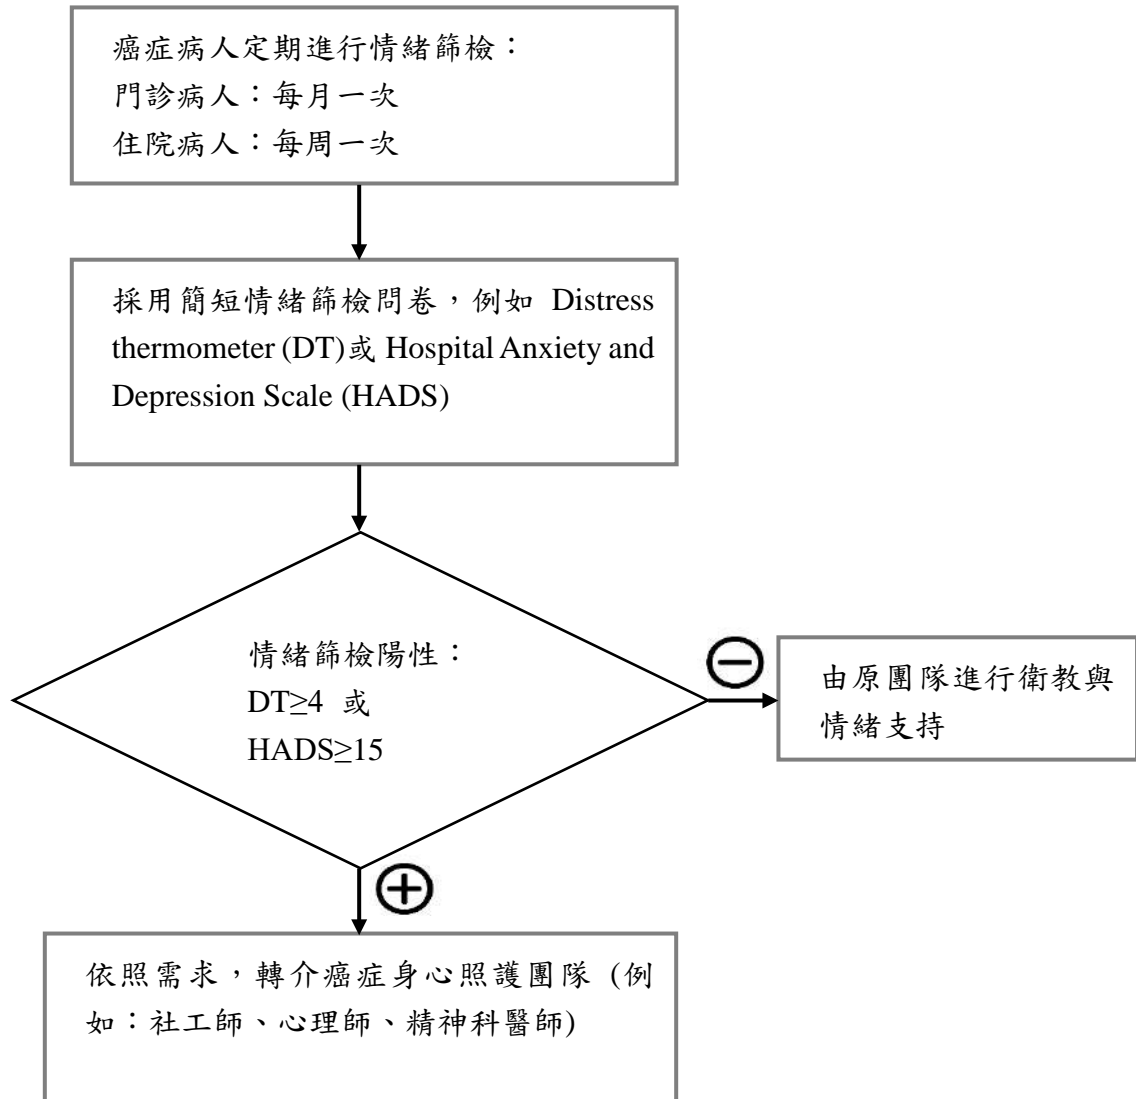 癌症病人定期進行情緒篩檢：
門診病人：每月一次
住院病人：每周一次
採用簡短情緒篩檢問卷，例如 Distress
thermometer (DT)或 Hospital Anxiety and
Depression Scale (HADS)
情緒篩檢陽性：
DT≥4 或
HADS≥15
由原團隊進行衛教與
情緒支持
依照需求，轉介癌症身心照護團隊 (例
如：社工師、心理師、精神科醫師)